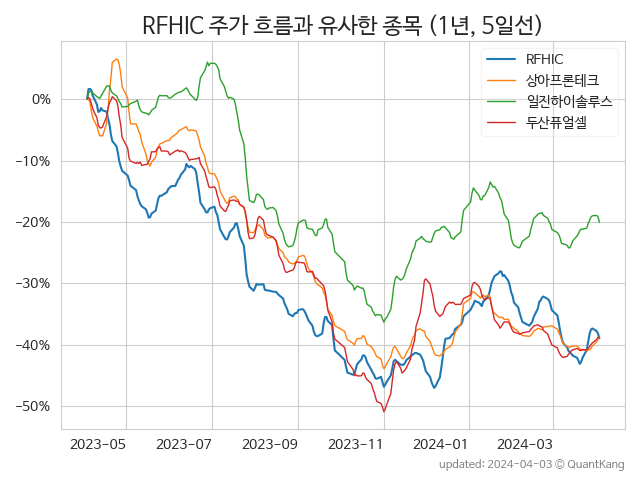 RFHIC 주가 흐름과 유사한 종목 (1년, 5일선)
RFHIC
상아프론테크
일진하이솔루스
두산퓨얼셀
0%
−10%
−20%
−30%
−40%
−50%
2023-05 2023-07 2023-09 2023-11 2024-01 2024-03
updated: 2024-04-03 © QuantKang